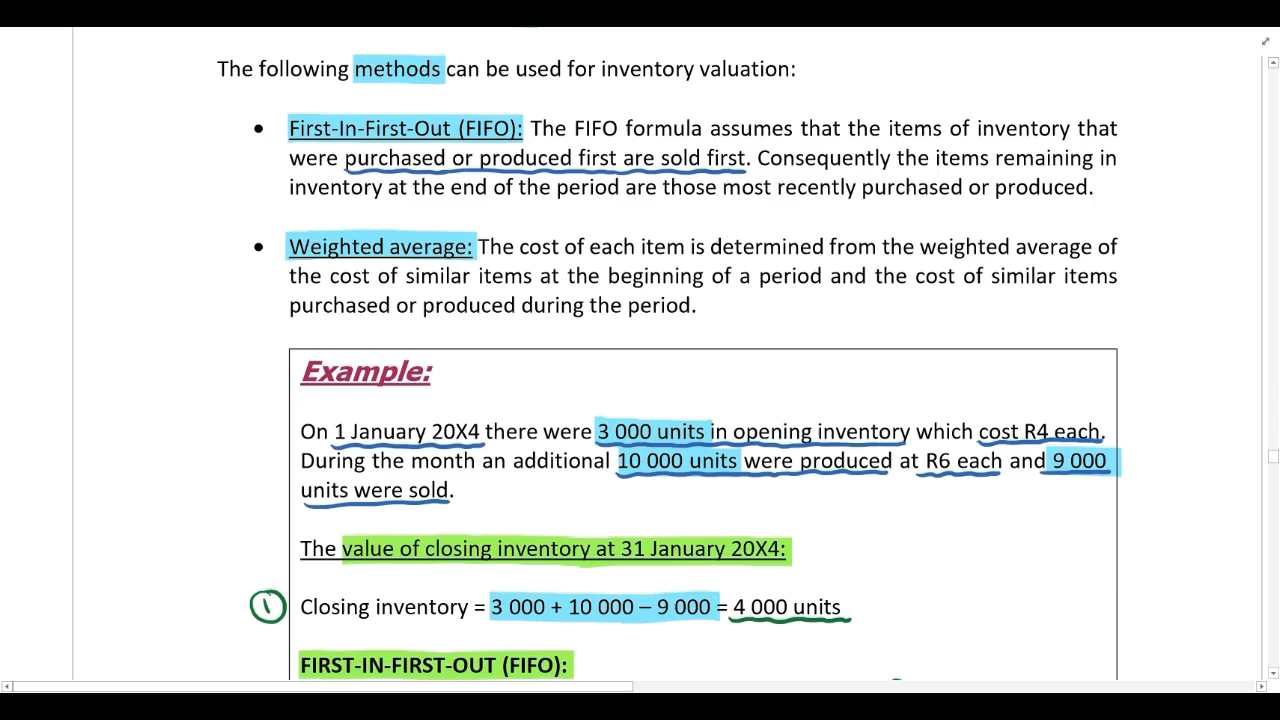 The following methods can be used for inventory valuation:
• First-In-First-Out (FIFO): The FIFO formula assumes that the items of inventory that
were purchased or produced first are sold first. Consequently the items remaining in
inventory at the end of the period are those most recently purchased or produced.
• Weighted average: The cost of each item is determined from the weighted average of
the cost of similar items at the beginning of a period and the cost of similar items
purchased or produced during the period.
Example:
On 1 January 20X4 there were 3 000 units in opening inventory which cost R4 each.
During the month an additional 10 000 units were produced at R6 each and 9 000
units were sold.
The value of closing inventory at 31 January 20X4:
1 Closing inventory = 3 000 + 10 000 – 9 000 = 4 000 units
FIRST-IN-FIRST-OUT (FIFO):